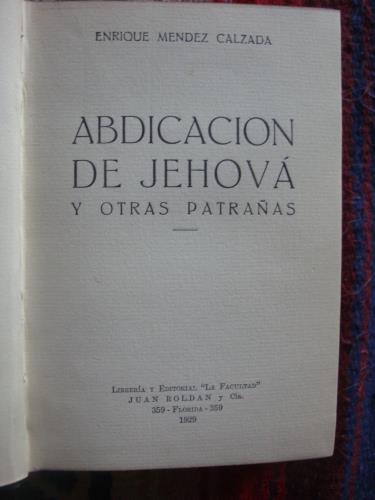 ENRIQUE MENDEZ CALZADA
ABDICACION
DE JEHOVÁ
Y OTRAS PATRAÑAS
LIBRERÍA Y EDITORIAL "LA FACULTAD"
JUAN ROLDAN y Cía.
359 - FLORIDA - 359
1929